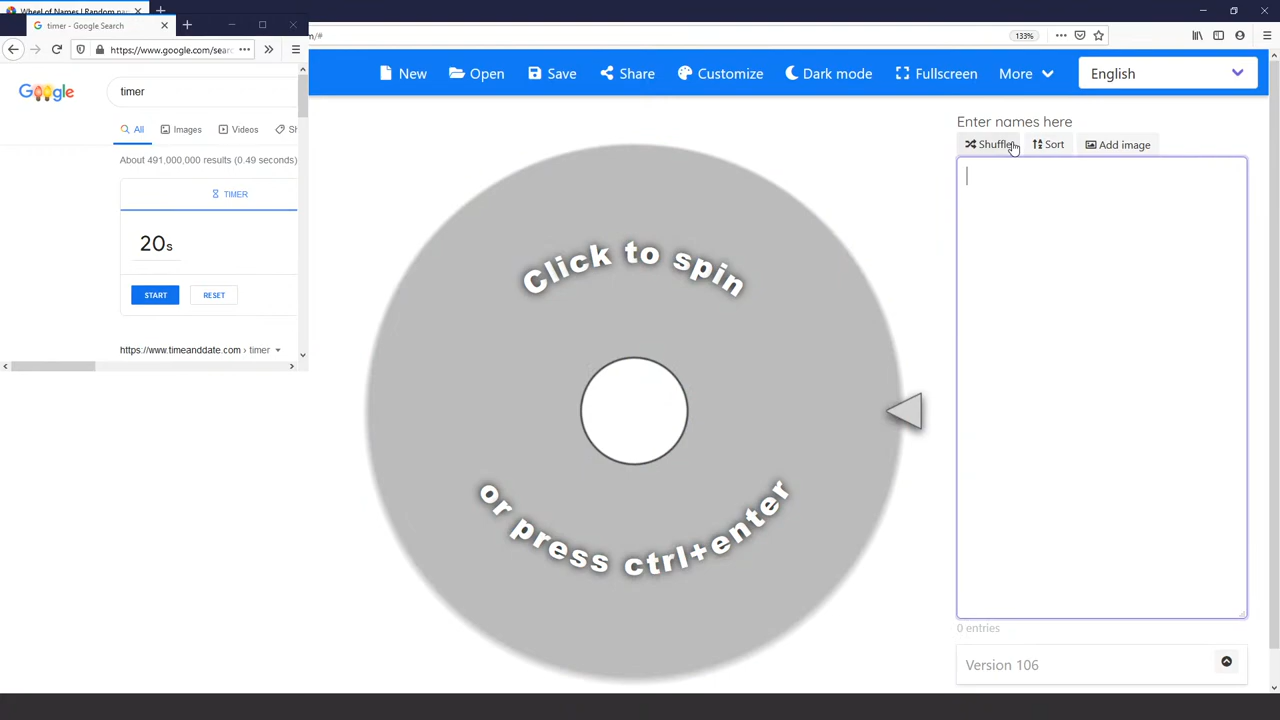 Wheel of Names | Random na
timer - Google Search
https://www.google.com/sear
om/#
133%
Google
timer
All
Images
Videos
Sh
About 491,000,000 results (0.49 seconds)
TIMER
20s
START
RESET
https://www.timeanddate.com › timer
New
Open
Save
Share
Customize
Dark mode
Fullscreen
More
English
Enter names here
Shuffle
Sort
Add image
Click to spin
or press ctrl+enter
0 entries
Version 106